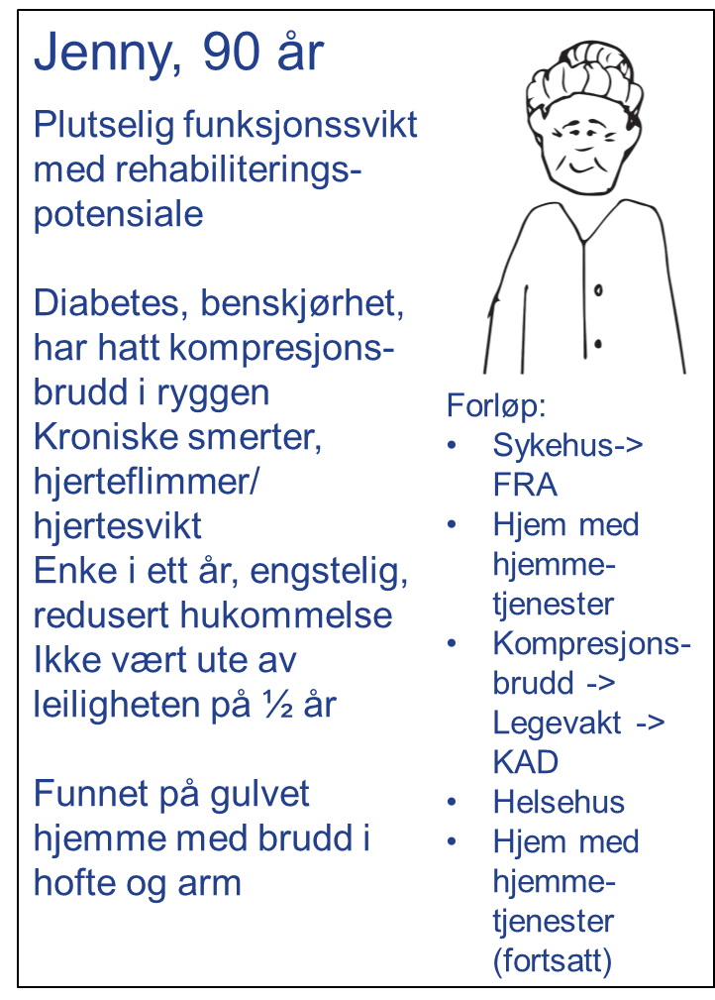 Jenny, 90 år
Plutselig funksjonssvikt
med rehabiliterings-
potensiale
Diabetes, benskjørhet,
har hatt kompresjons-
brudd i ryggen
Kroniske smerter,
hjerteflimmer/
hjertesvikt
Enke i ett år, engstelig,
redusert hukommelse
Ikke vært ute av
leiligheten på ½ år
Funnet på gulvet
hjemme med brudd i
hofte og arm
Forløp:
• Sykehus->
FRA
• Hjem med
hjemme-
tjenester
• Kompresjons-
brudd ->
Legevakt ->
KAD
• Helsehus
• Hjem med
hjemme-
tjenester
(fortsatt)